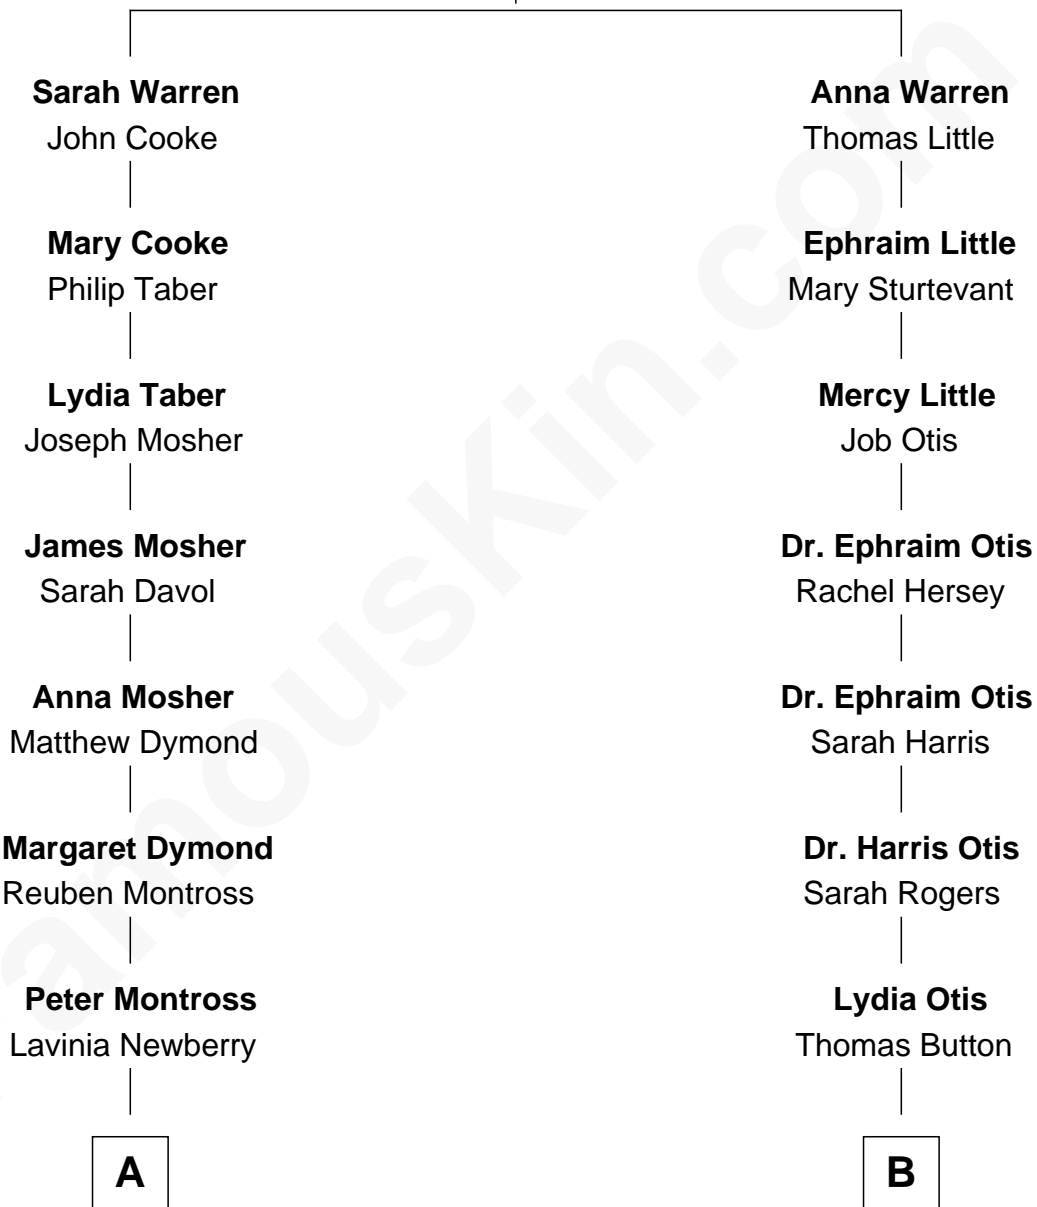 Sarah Warren
John Cooke
Anna Warren
Thomas Little
Mary Cooke
Philip Taber
Ephraim Little
Mary Sturtevant
Lydia Taber
Joseph Mosher
Mercy Little
Job Otis
James Mosher
Sarah Davol
Dr. Ephraim Otis
Rachel Hersey
Anna Mosher
Matthew Dymond
Dr. Ephraim Otis
Sarah Harris
Margaret Dymond
Reuben Montross
Dr. Harris Otis
Sarah Rogers
Peter Montross
Lavinia Newberry
Lydia Otis
Thomas Button
A
B
amouskin.com